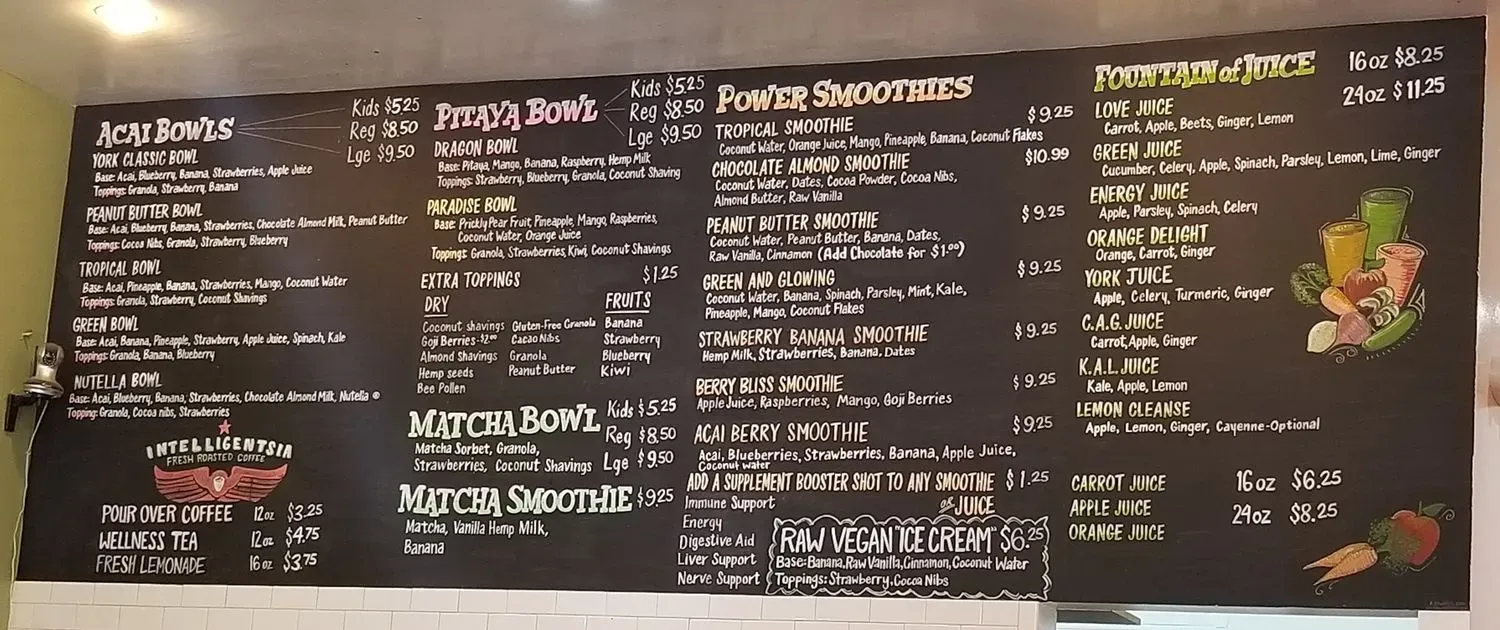 ACAI BOWLS
Kids $5.25
Reg $8.50
Lge $9.50
YORK CLASSIC BOWL
Base: Acai, Blueberry, Banana, Strawberries, Apple Juice
Toppings: Granola, Strawberry, Banana
PEANUT BUTTER BOWL
Base: Acai, Blueberry, Banana, Strawberries, Chocolate Almond Milk, Peanut Butter
Toppings: Cocoa Nibs, Granola, Strawberry, Blueberry
TROPICAL BOWL
Base: Acai, Pineapple, Banana, Strawberries, Mango, Coconut Water
Toppings: Granola, Strawberry, Coconut Shavings
GREEN BOWL
Base: Acai, Banana, Pineapple, Strawberry, Apple Juice, Spinach, Kale
Toppings: Granola, Banana, Blueberry
NUTELLA BOWL
Base: Acai, Blueberry, Banana, Strawberries, Chocolate Almond Milk, Nutella ®
Topping: Granola, Cocoa nibs, Strawberries
INTELLIGENTSIA
FRESH ROASTED COFFEE
POUR OVER COFFEE 12oz $3.25
WELLNESS TEA 12oz $4.75
FRESH LEMONADE 16oz $3.75
PITAYA BOWL
Kids $5.25
Reg $8.50
Lge $9.50
DRAGON BOWL
Base: Pitaya, Mango, Banana, Raspberry, Hemp Milk
Toppings: Strawberry, Blueberry, Granola, Coconut Shaving
PARADISE BOWL
Base: Prickly Pear Fruit, Pineapple, Mango, Raspberries,
Coconut Water, Orange Juice
Toppings: Granola, Strawberries, Kiwi, Coconut Shavings
EXTRA TOPPINGS $1.25
DRY
Coconut shavings
Goji Berries-$2.00
Almond Shavings
Hemp seeds
Bee Pollen
Gluten-Free Granola
Cacao Nibs
Granola
Peanut Butter
FRUITS
Banana
Strawberry
Blueberry
Kiwi
MATCHA BOWL
Kids $5.25
Reg $8.50
Lge $9.50
Matcha Sorbet, Granola,
Strawberries, Coconut Shavings
MATCHA SMOOTHIE $9.25
Matcha, Vanilla Hemp Milk,
Banana
POWER SMOOTHIES
TROPICAL SMOOTHIE $9.25
Coconut Water, Orange Juice, Mango, Pineapple, Banana, Coconut Flakes
CHOCOLATE ALMOND SMOOTHIE $10.99
Coconut Water, Dates, Cocoa Powder, Cocoa Nibs,
Almond Butter, Raw Vanilla
PEANUT BUTTER SMOOTHIE $9.25
Coconut Water, Peanut Butter, Banana, Dates,
Raw Vanilla, Cinnamon (Add Chocolate for $1.00)
GREEN AND GLOWING $9.25
Coconut Water, Banana, Spinach, Parsley, Mint, Kale,
Pineapple, Mango, Coconut Flakes
STRAWBERRY BANANA SMOOTHIE $9.25
Hemp Milk, Strawberries, Banana, Dates
BERRY BLISS SMOOTHIE $9.25
Apple Juice, Raspberries, Mango, Goji Berries
ACAI BERRY SMOOTHIE $9.25
Acai, Blueberries, Strawberries, Banana, Apple Juice,
Coconut water
ADD A SUPPLEMENT BOOSTER SHOT TO ANY SMOOTHIE $1.25
or JUICE
Immune Support
Energy
Digestive Aid
Liver Support
Nerve Support
RAW VEGAN "ICE CREAM" $6.25
Base: Banana, Raw Vanilla, Cinnamon, Coconut Water
Toppings: Strawberry, Cocoa Nibs
FOUNTAIN of JUICE
16oz $8.25
24oz $11.25
LOVE JUICE
Carrot, Apple, Beets, Ginger, Lemon
GREEN JUICE
Cucumber, Celery, Apple, Spinach, Parsley, Lemon, Lime, Ginger
ENERGY JUICE
Apple, Parsley, Spinach, Celery
ORANGE DELIGHT
Orange, Carrot, Ginger
YORK JUICE
Apple, Celery, Turmeric, Ginger
C.A.G. JUICE
Carrot, Apple, Ginger
K.A.L. JUICE
Kale, Apple, Lemon
LEMON CLEANSE
Apple, Lemon, Ginger, Cayenne-Optional
CARROT JUICE
APPLE JUICE
ORANGE JUICE
16oz $6.25
24oz $8.25